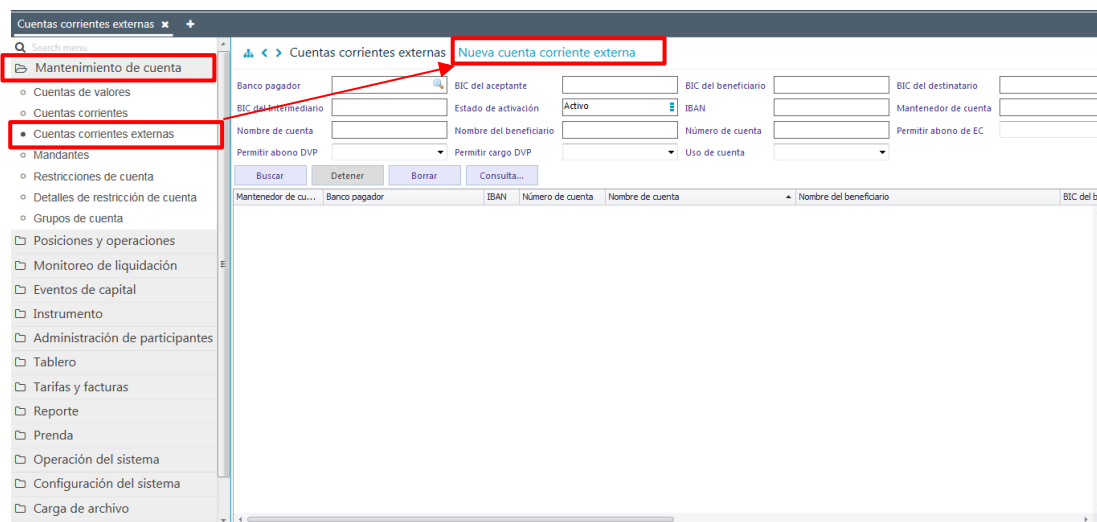 Cuentas corrientes externas × +
Search menu
Mantenimiento de cuenta
Cuentas de valores
Cuentas corrientes
Cuentas corrientes externas
Mandantes
Restricciones de cuenta
Detalles de restricción de cuenta
Grupos de cuenta
Posiciones y operaciones
Monitoreo de liquidación
Eventos de capital
Instrumento
Administración de participantes
Tablero
Tarifas y facturas
Reporte
Prenda
Operación del sistema
Configuración del sistema
Carga de archivo
Cuentas corrientes externas Nueva cuenta corriente externa
Banco pagador BIC del aceptante BIC del beneficiario BIC del destinatario
BIC del Intermediario Estado de activación Activo IBAN Mantenedor de cuenta
Nombre de cuenta Nombre del beneficiario Número de cuenta Permitir abono de EC
Permitir abono DVP Permitir cargo DVP Uso de cuenta
Buscar Detener Borrar Consulta...
Mantenedor de cu... Banco pagador IBAN Número de cuenta Nombre de cuenta Nombre del beneficiario BIC del b